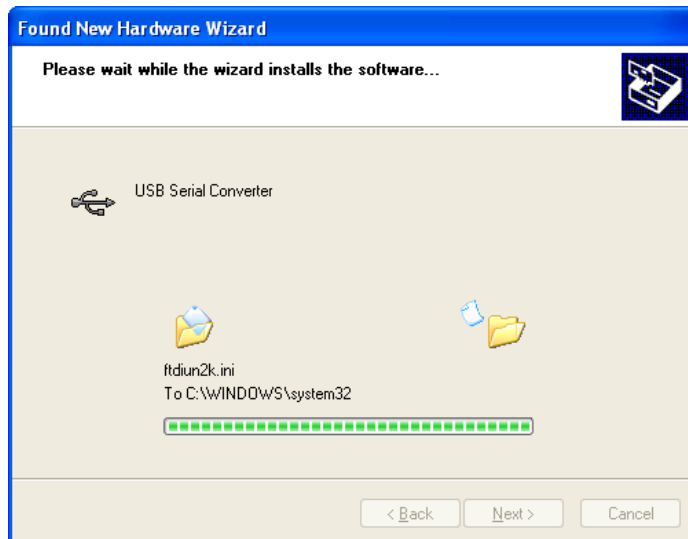 Found New Hardware Wizard
Please wait while the wizard installs the software...
USB Serial Converter
ftdiun2k.ini
To C:\WINDOWS\system32
< Back
Next >
Cancel